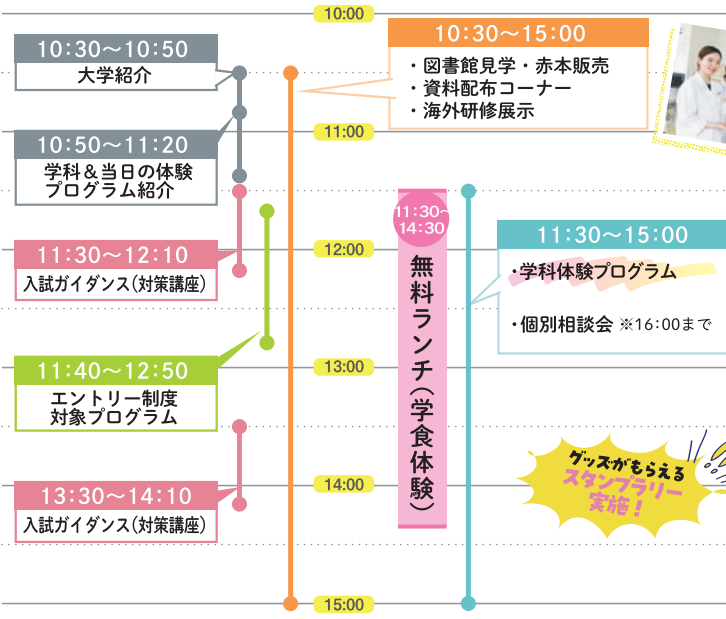 10:00
10:30〜10:50
大学紹介
10:50〜11:20
学科＆当日の体験
プログラム紹介
11:30〜12:10
入試ガイダンス（対策講座）
11:40〜12:50
エントリー制度
対象プログラム
13:30〜14:10
入試ガイダンス（対策講座）
11:00
12:00
13:00
14:00
15:00
10:30〜15:00
・図書館見学・赤本販売
・資料配布コーナー
・海外研修展示
11:30〜
14:30
無料ランチ（学食体験）
11:30〜15:00
・学科体験プログラム
・個別相談会 ※16:00まで
グッズがもらえる
スタンプラリー
実施！